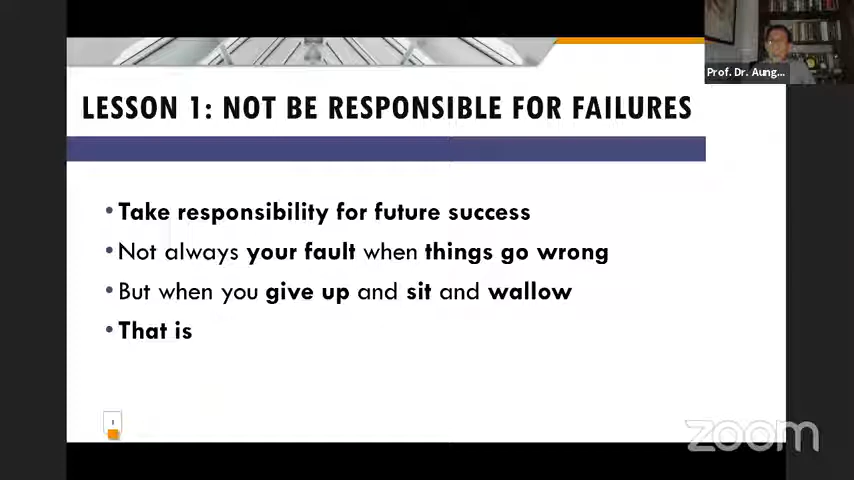 Prof. Dr. Aung...
LESSON 1: NOT BE RESPONSIBLE FOR FAILURES
• Take responsibility for future success
• Not always your fault when things go wrong
• But when you give up and sit and wallow
• That is
zoom